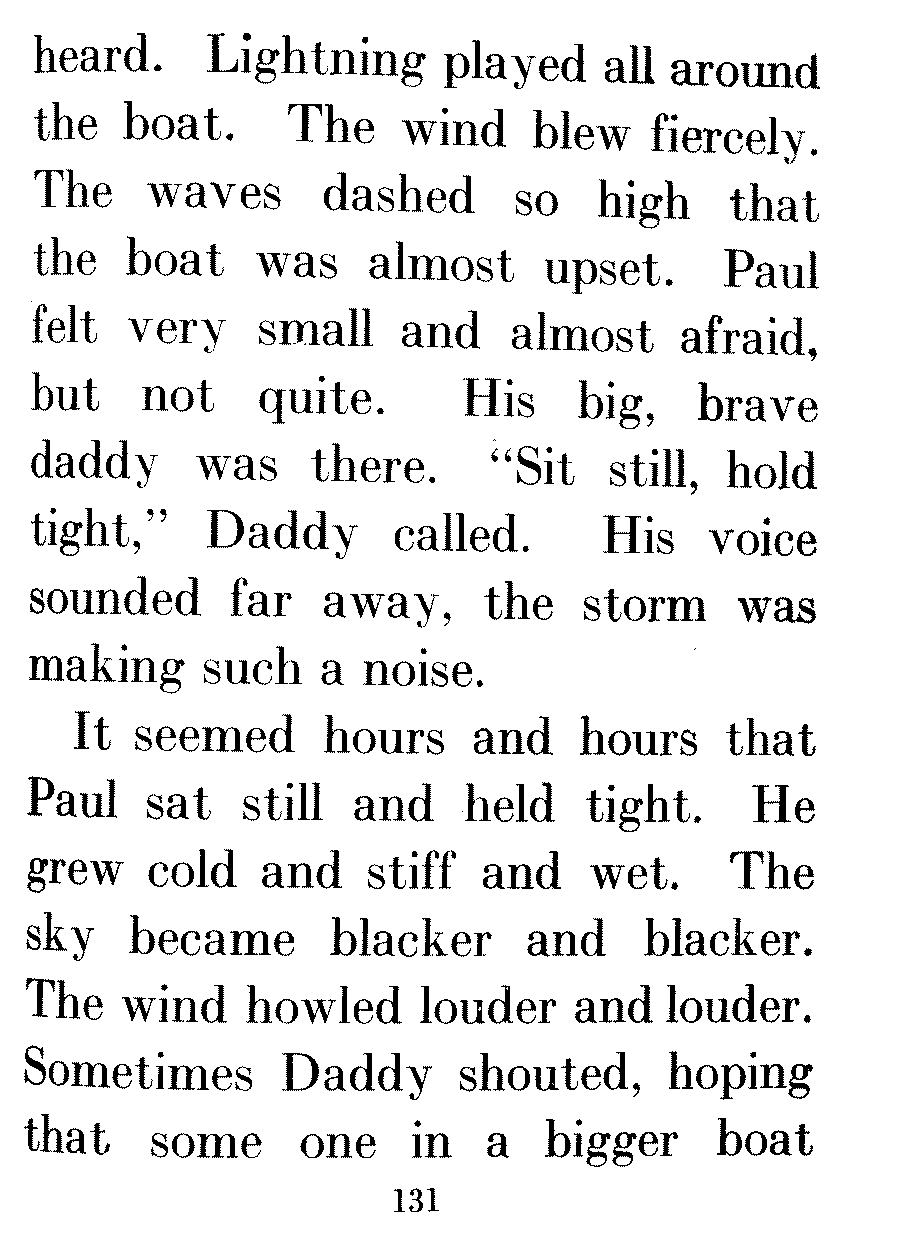 heard. Lightning played all around
the boat. The wind blew fiercely.
The waves dashed so high that
the boat was almost upset. Paul
felt very small and almost afraid,
but not quite. His big, brave
daddy was there. “Sit still, hold
tight,” Daddy called. His voice
sounded far away, the storm was
making such a noise.
It seemed hours and hours that
Paul sat still and held tight. He
grew cold and stiff and wet. The
sky became blacker and blacker.
The wind howled louder and louder.
Sometimes Daddy shouted, hoping
that some one in a bigger boat
131